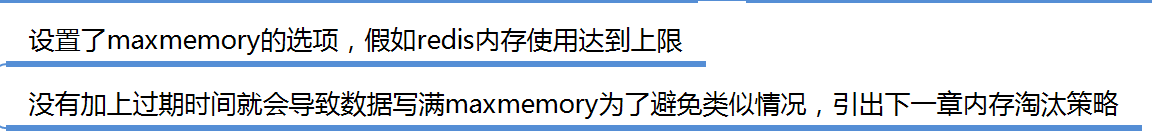 设置了maxmemory的选项，假如redis内存使用达到上限
没有加上过期时间就会导致数据写满maxmemory为了避免类似情况，引出下一章内存淘汰策略